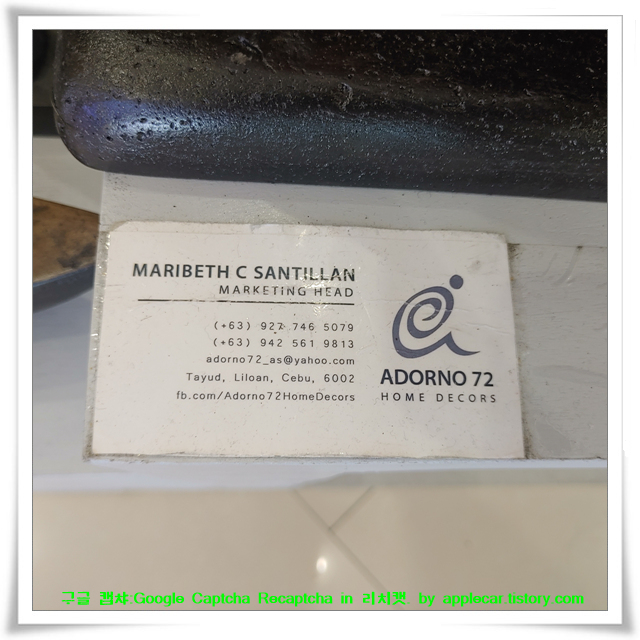 MARIBETH C SANTILLAN
MARKETING HEAD
(+63) 927 746 5079
(+63) 942 561 9813
adorno72_as@yahoo.com
Tayud, Liloan, Cebu, 6002
fb.com/Adorno72HomeDecors
ADORNO 72
HOME DECORS
구글 캡챠:Google Captcha Recaptcha in 리치캣. by applecar.tistory.com